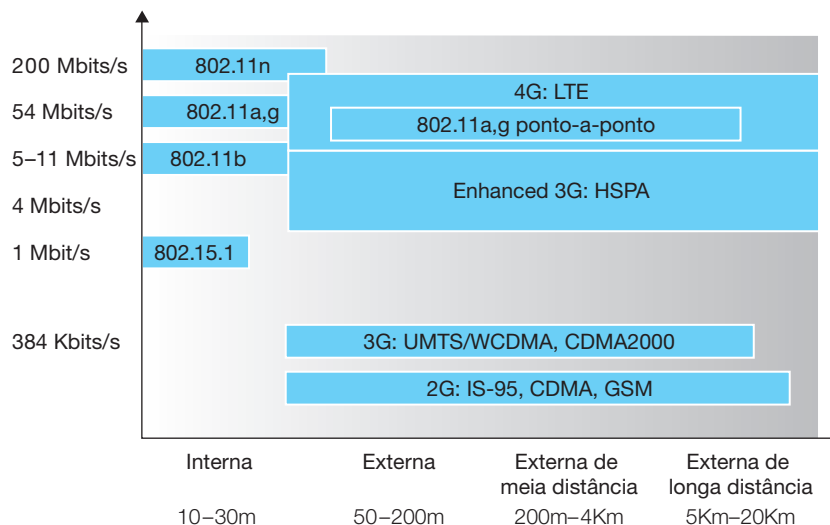 200 Mbits/s
802.11n
4G: LTE
54 Mbits/s
802.11a,g
802.11a,g ponto-a-ponto
5–11 Mbits/s
802.11b
Enhanced 3G: HSPA
4 Mbits/s
1 Mbit/s
802.15.1
384 Kbits/s
3G: UMTS/WCDMA, CDMA2000
2G: IS-95, CDMA, GSM
Interna
Externa
Externa de
meia distância
Externa de
longa distância
10–30m
50–200m
200m–4Km
5Km–20Km